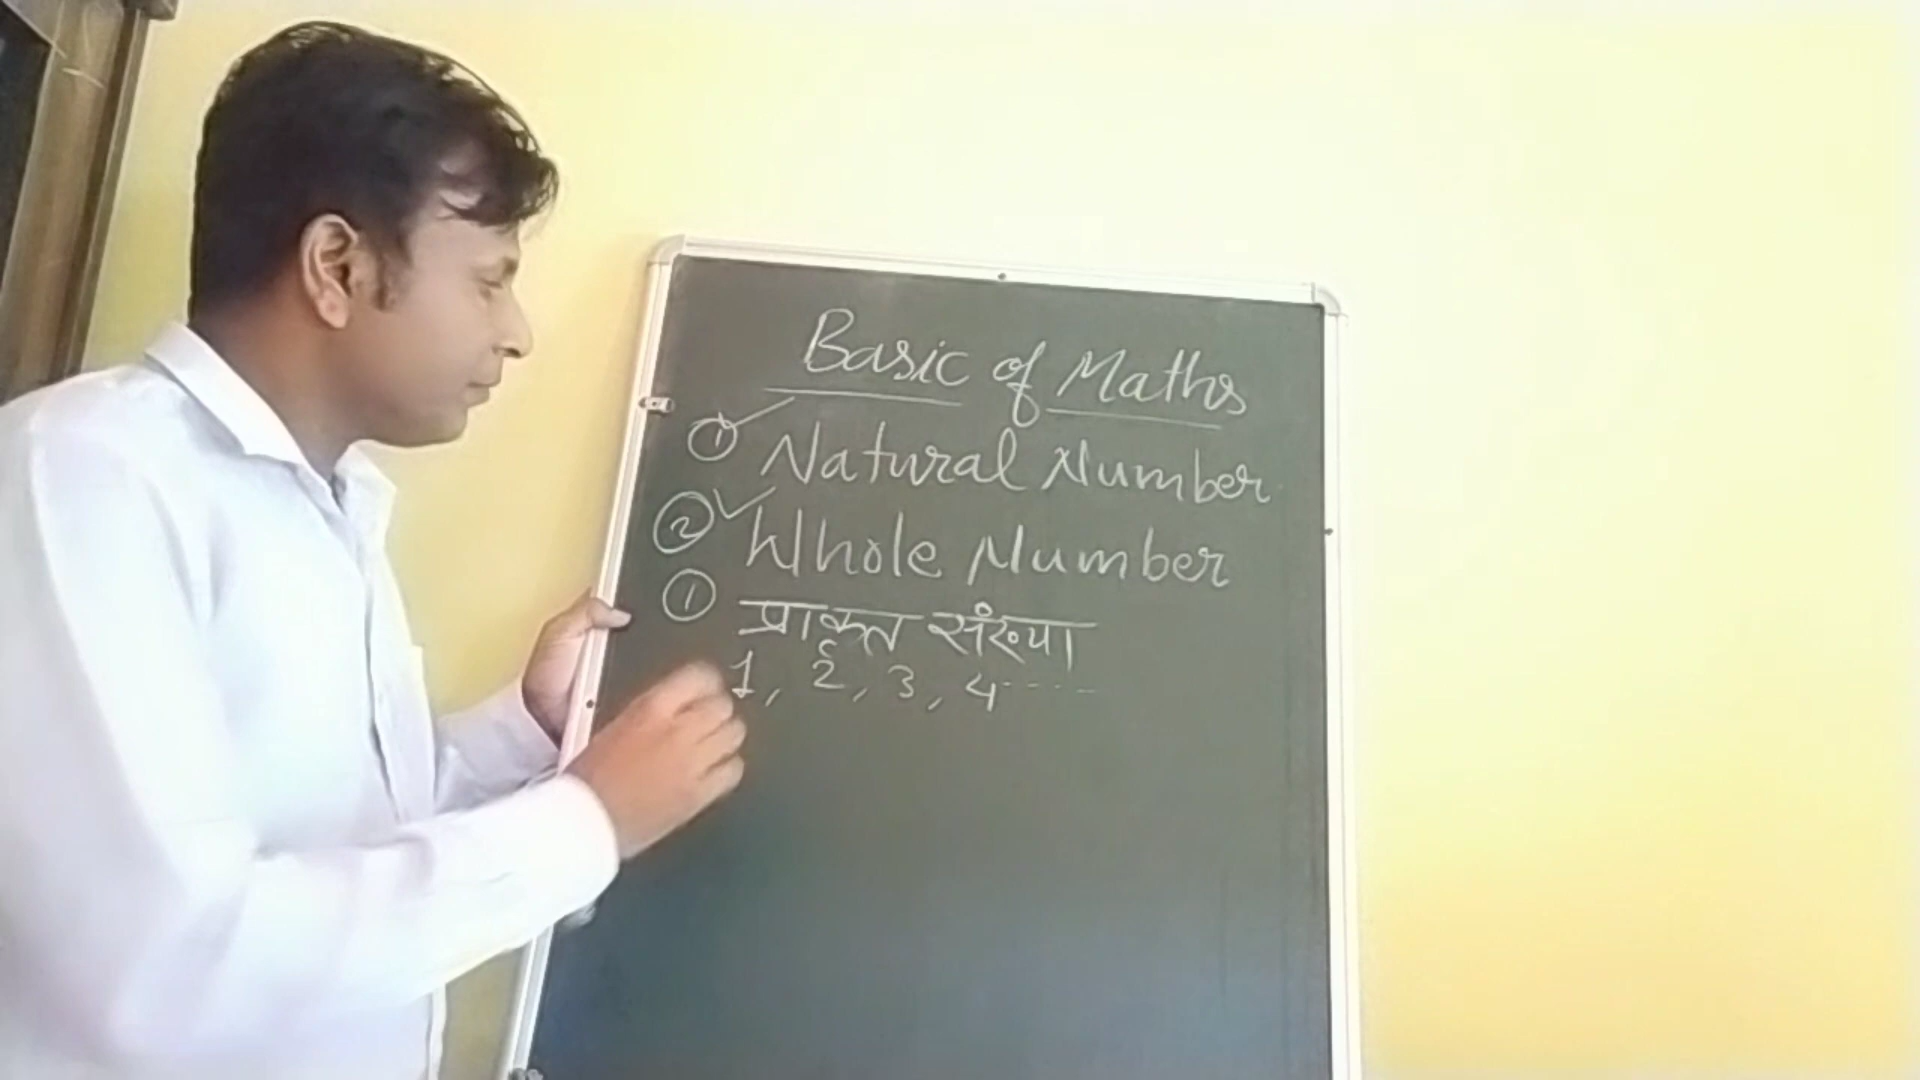 Basic of Maths
① Natural Number
② Whole Number
① प्राकृत संख्या
1, 2, 3, 4 - - - -